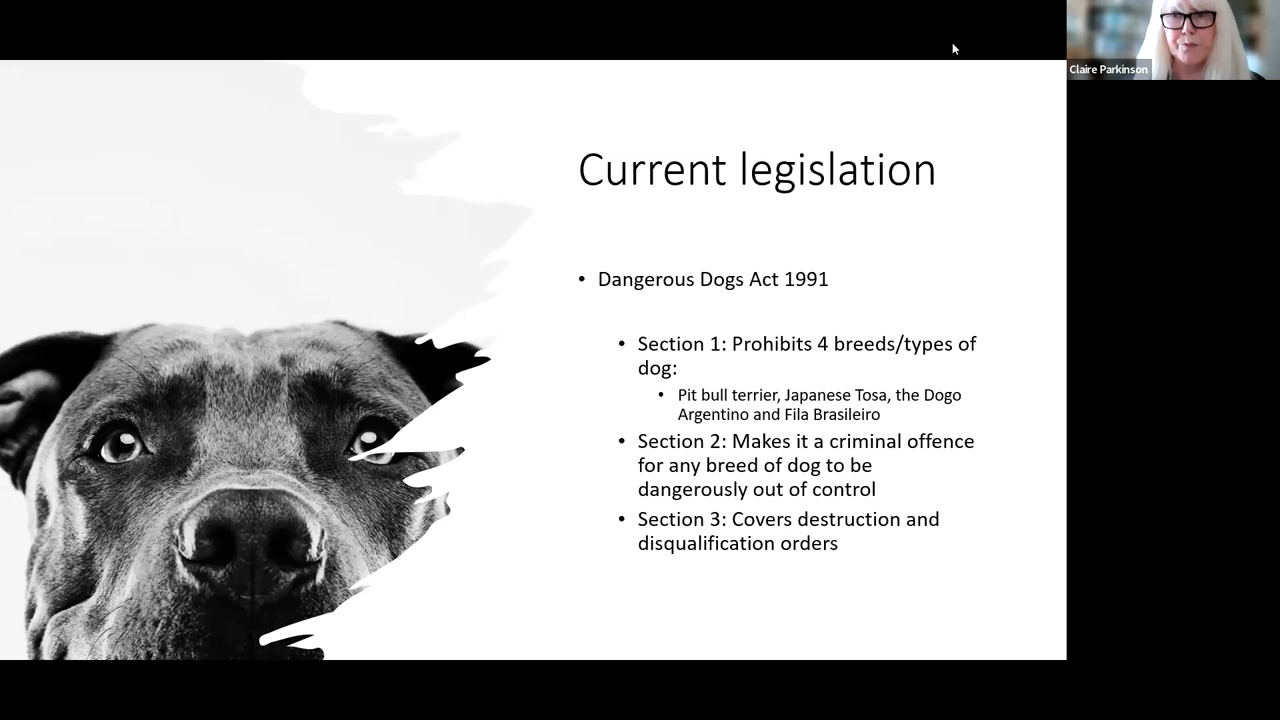 Claire Parkinson
Current legislation
• Dangerous Dogs Act 1991
• Section 1: Prohibits 4 breeds/types of
dog:
• Pit bull terrier, Japanese Tosa, the Dogo
Argentino and Fila Brasileiro
• Section 2: Makes it a criminal offence
for any breed of dog to be
dangerously out of control
• Section 3: Covers destruction and
disqualification orders